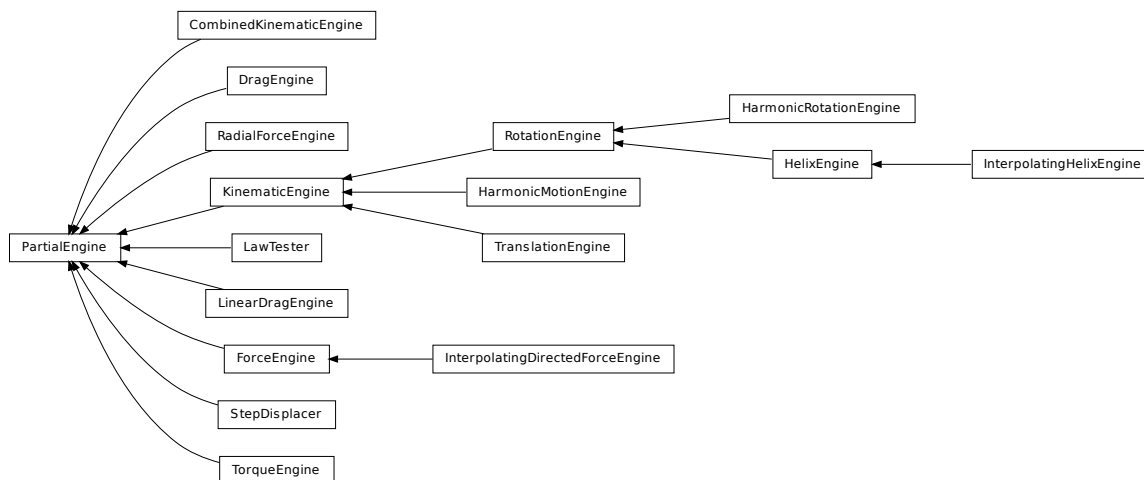 CombinedKinematicEngine
DragEngine
HarmonicRotationEngine
RadialForceEngine
RotationEngine
HelixEngine
InterpolatingHelixEngine
KinematicEngine
HarmonicMotionEngine
PartialEngine
LawTester
TranslationEngine
LinearDragEngine
ForceEngine
InterpolatingDirectedForceEngine
StepDisplacer
TorqueEngine